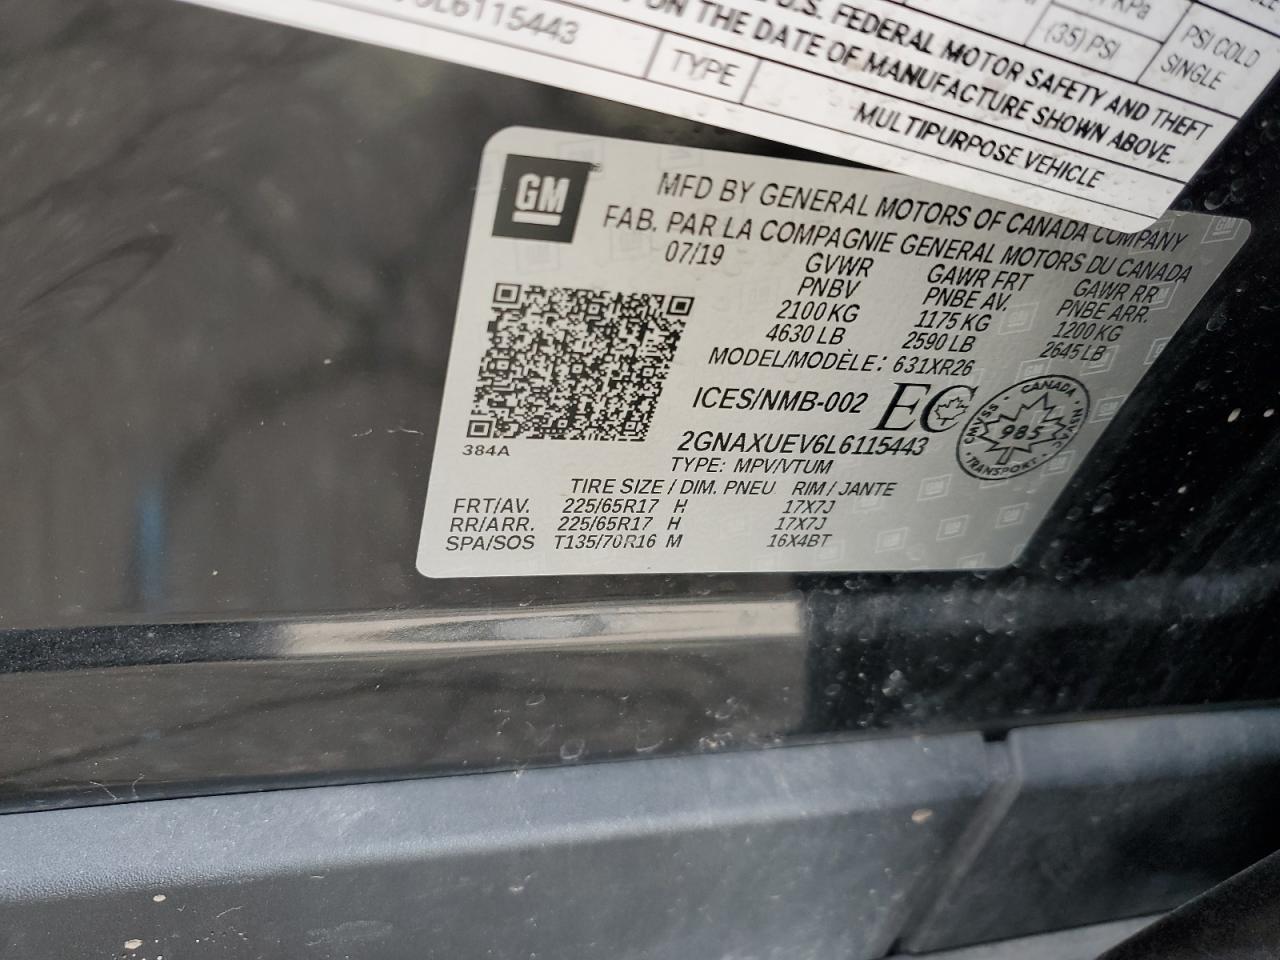 6L6115443
TYPE
MULTIPURPOSE VEHICLE
U.S. FEDERAL MOTOR SAFETY AND THEFT
ON THE DATE OF MANUFACTURE SHOWN ABOVE.
KPa
(35) PSI
PSI COLD
SINGLE
GM
MFD BY GENERAL MOTORS OF CANADA COMPANY
FAB. PAR LA COMPAGNIE GENERAL MOTORS DU CANADA
07/19
GVWR GAWR FRT GAWR RR
PNBV PNBE AV. PNBE ARR.
2100 KG 1175 KG 1200 KG
4630 LB 2590 LB 2645 LB
MODEL/MODÈLE: 631XR26
ICES/NMB-002 EC
CANADA
CMVSS NSVAC
985
TRANSPORT
384A
2GNAXUEV6L6115443
TYPE: MPV/VTUM
TIRE SIZE / DIM. PNEU RIM / JANTE
FRT/AV. 225/65R17 H 17X7J
RR/ARR. 225/65R17 H 17X7J
SPA/SOS T135/70R16 M 16X4BT